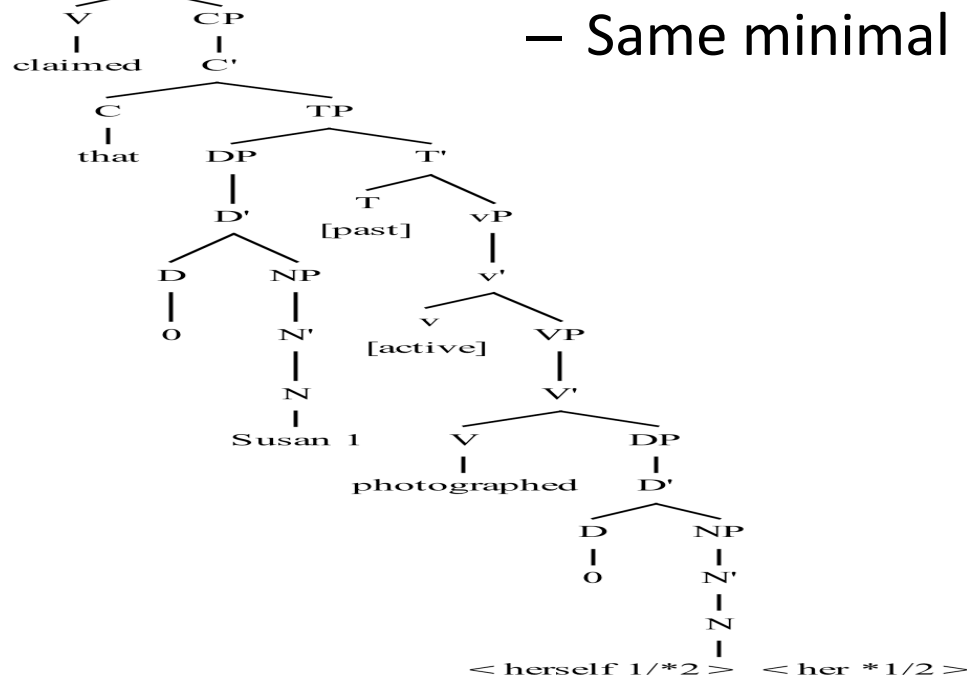 V CP
– Same minimal
claimed C'
C TP
that DP T'
T
D' [past] vP
D NP v'
0 N' v VP
[active]
N V'
Susan 1 V DP
photographed D'
D NP
0 N'
N
< herself 1/*2 > < her *1/2 >